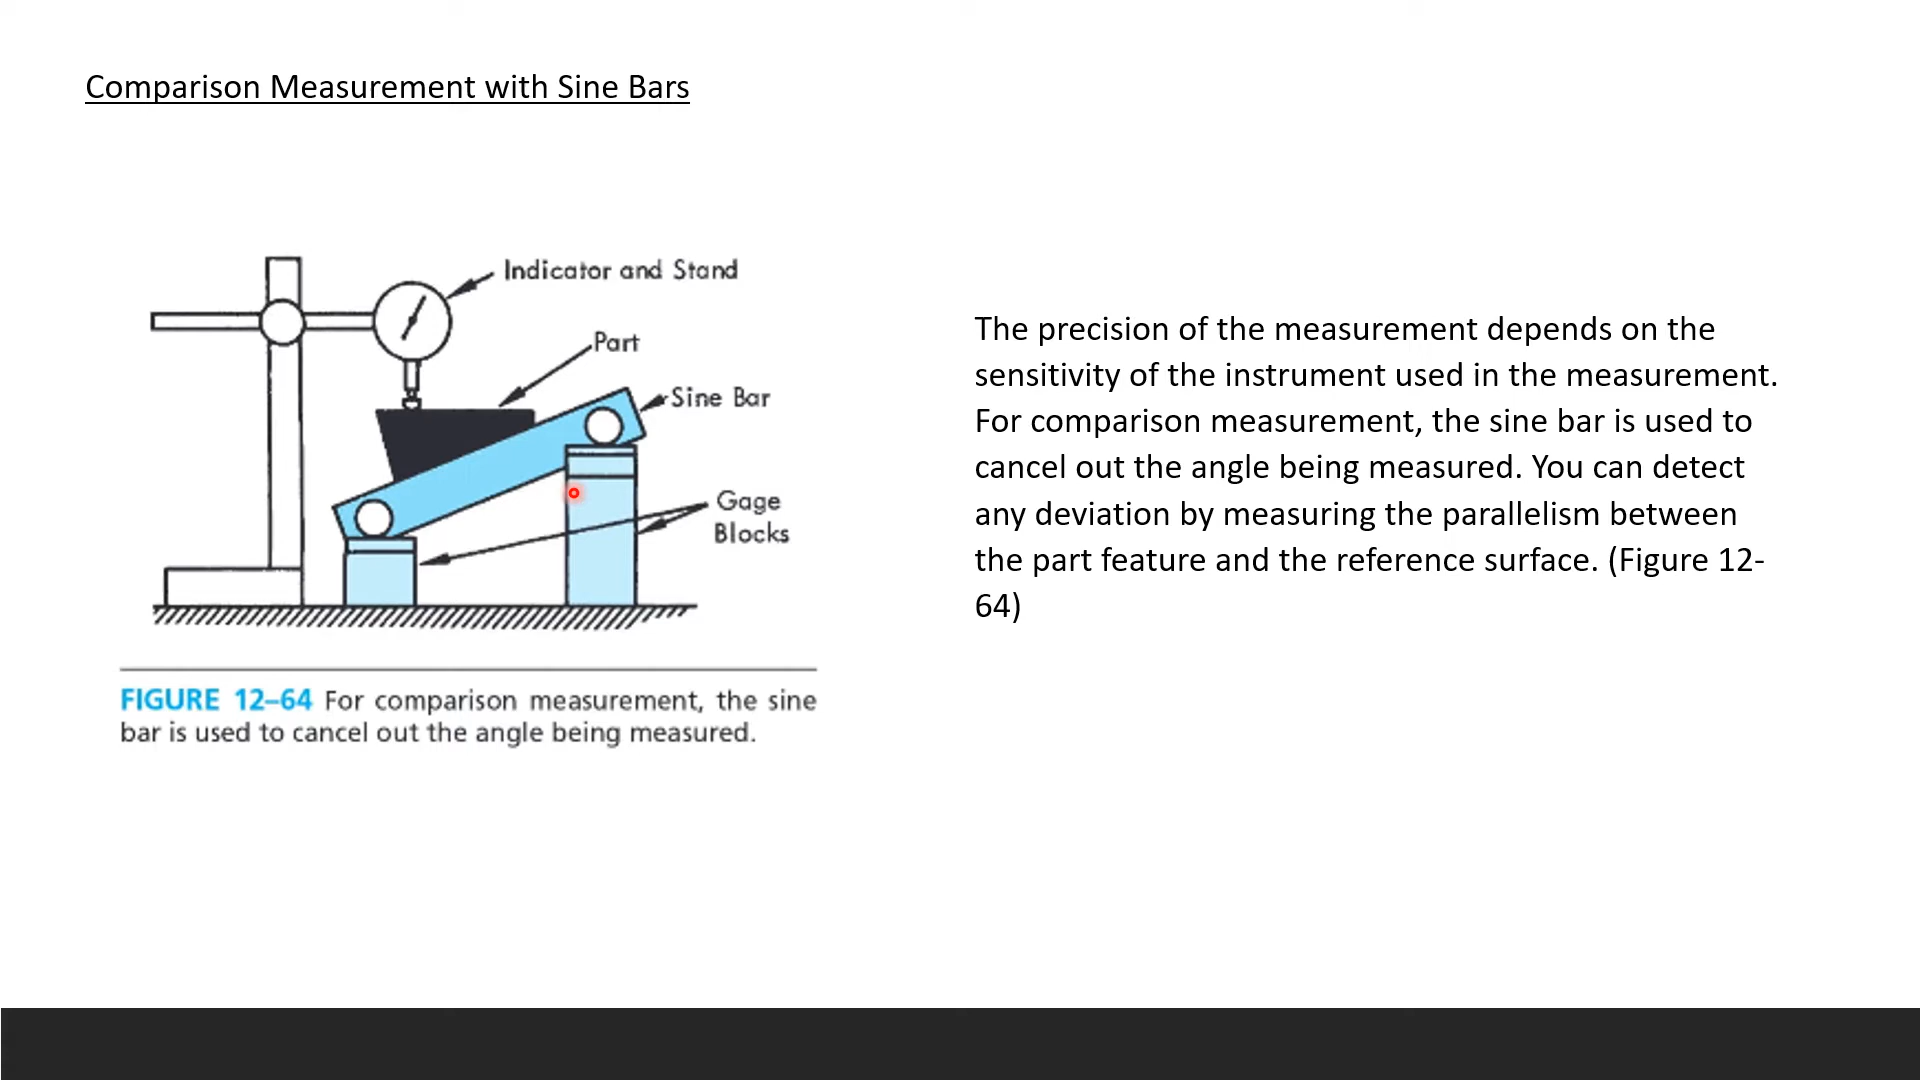 Comparison Measurement with Sine Bars
Indicator and Stand
Part
Sine Bar
Gage
Blocks
FIGURE 12–64 For comparison measurement, the sine
bar is used to cancel out the angle being measured.
The precision of the measurement depends on the
sensitivity of the instrument used in the measurement.
For comparison measurement, the sine bar is used to
cancel out the angle being measured. You can detect
any deviation by measuring the parallelism between
the part feature and the reference surface. (Figure 12-
64)